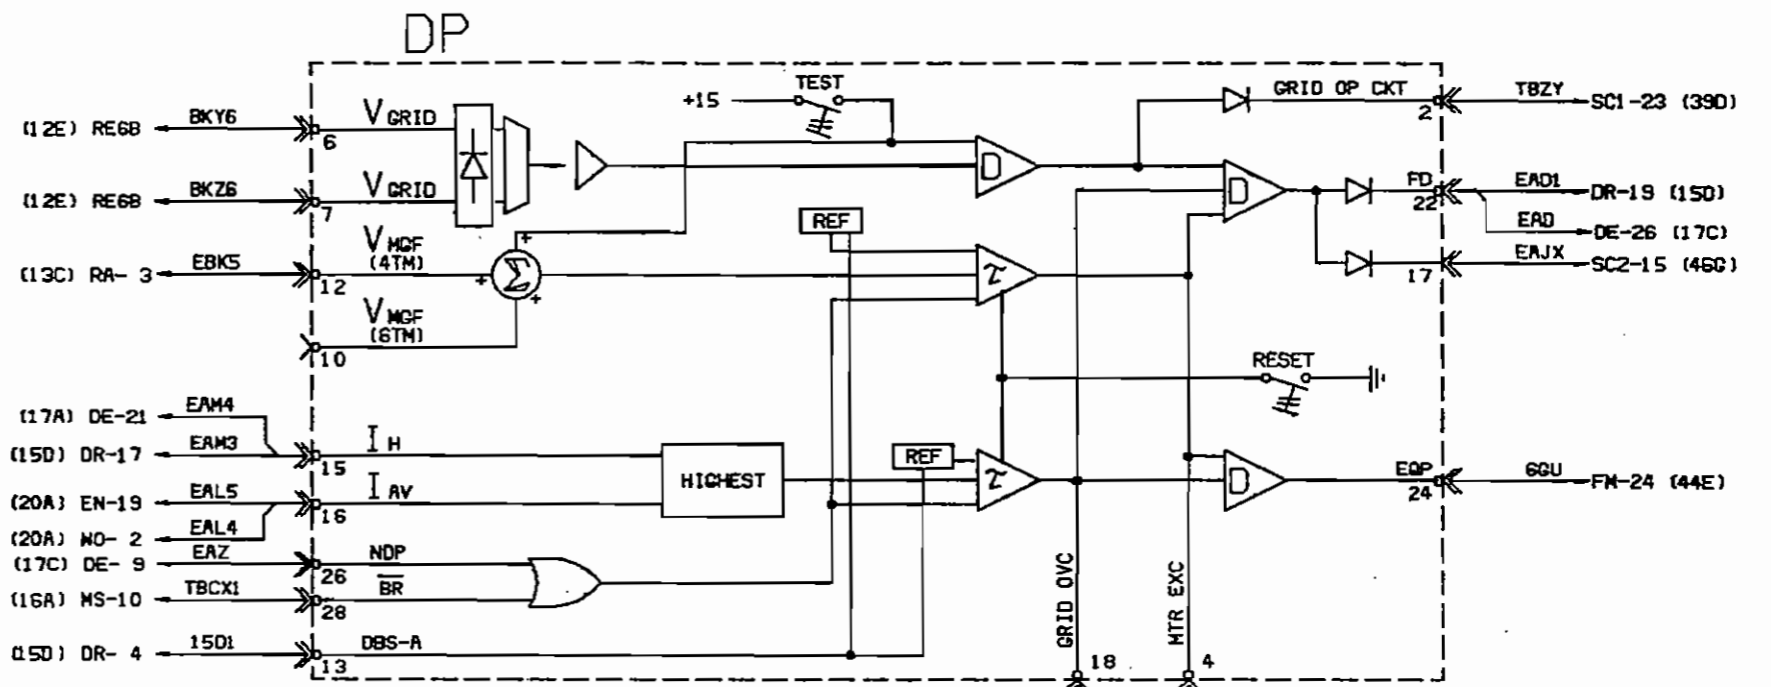 DP
TEST
+15
GRID OP CKT
TBZY
SC1-23 (39D)
2
(12E) RE6B
BKY6
6
V GRID
D
(12E) RE6B
BKZ6
7
V GRID
D
FD
22
EAD1
DR-19 (15D)
EAD
DE-26 (17C)
EAJX
17
SC2-15 (46G)
REF
V MGF
(4TM)
(13C) RA- 3
EBK5
12
+
+
Σ
+
τ
V MGF
(6TM)
10
RESET
(17A) DE-21
EAM4
(15D) DR-17
EAM3
15
I H
HIGHEST
REF
τ
D
EQP
24
6GU
FM-24 (44E)
(20A) EN-19
EAL5
16
I AV
(20A) NO- 2
EAL4
(17C) DE- 9
EAZ
26
NDP
(16A) MS-10
TBCX1
28
BR
(15D) DR- 4
15D1
13
DBS-A
GRID OVC
18
MTR EXC
4